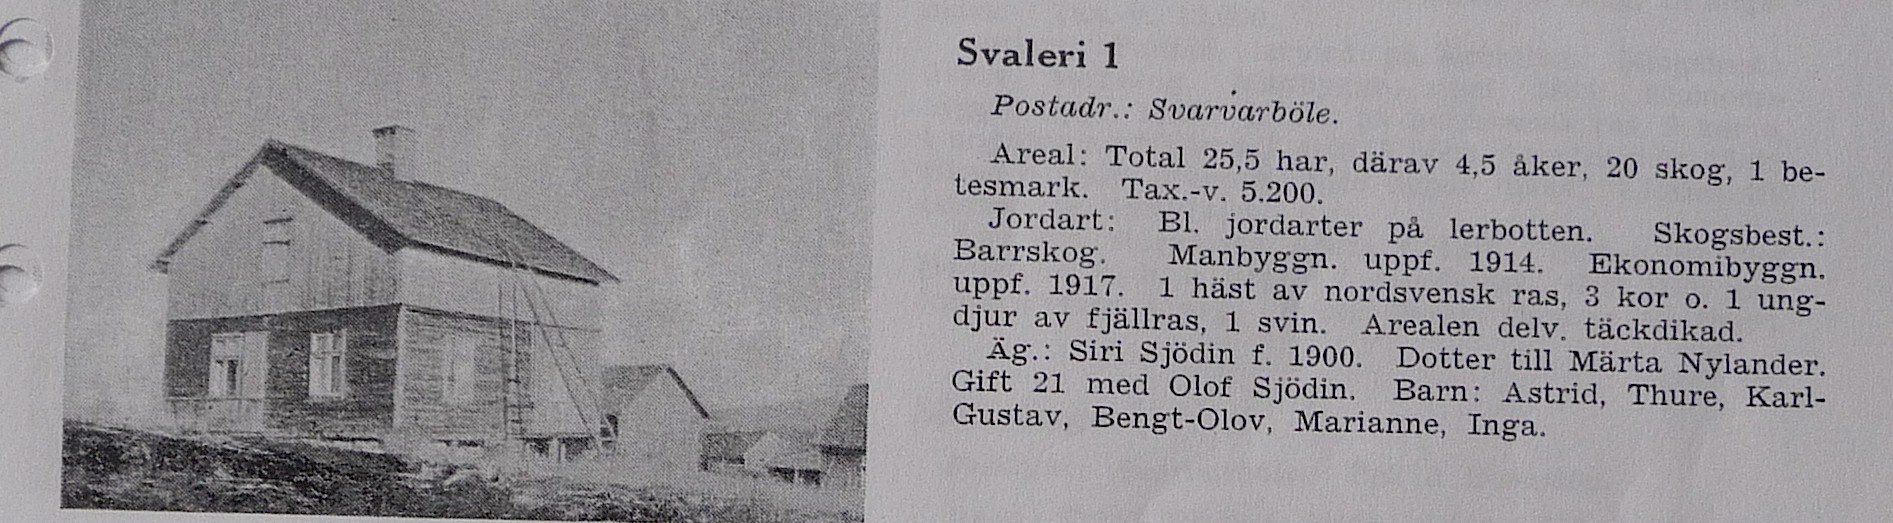 Svaleri 1
Postadr.: Svarvarböle.
Areal: Total 25,5 har, därav 4,5 åker, 20 skog, 1 be-
tesmark. Tax.-v. 5.200.
Jordart: Bl. jordarter på lerbotten. Skogsbest.:
Barrskog. Manbyggn. uppf. 1914. Ekonomibyggn.
uppf. 1917. 1 häst av nordsvensk ras, 3 kor o. 1 ung-
djur av fjällras, 1 svin. Arealen delv. täckdikad.
Äg.: Siri Sjödin f. 1900. Dotter till Märta Nylander.
Gift 21 med Olof Sjödin. Barn: Astrid, Thure, Karl-
Gustav, Bengt-Olov, Marianne, Inga.